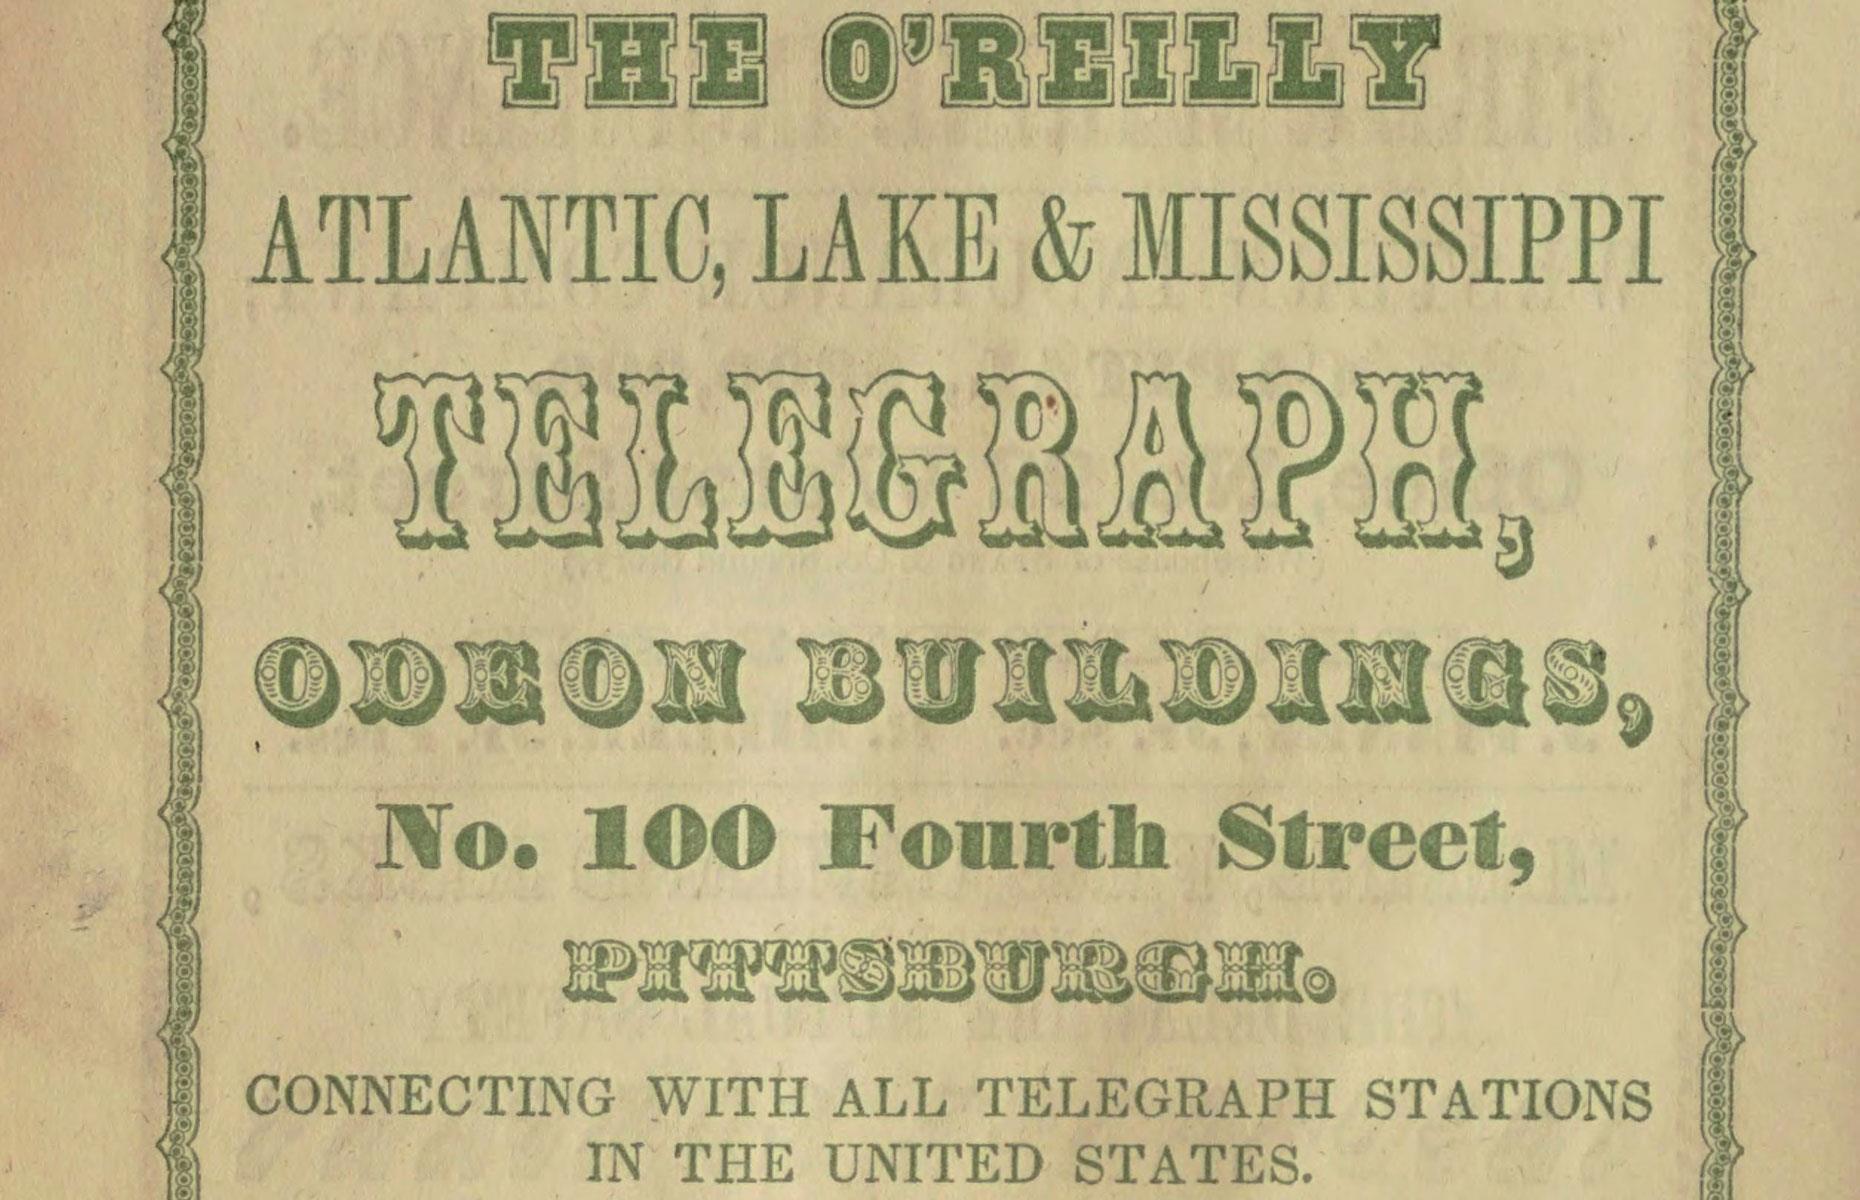 THE O'REILLY
ATLANTIC, LAKE & MISSISSIPPI
TELEGRAPH,
ODEON BUILDINGS,
No. 100 Fourth Street,
PITTSBURGH.
CONNECTING WITH ALL TELEGRAPH STATIONS
IN THE UNITED STATES.